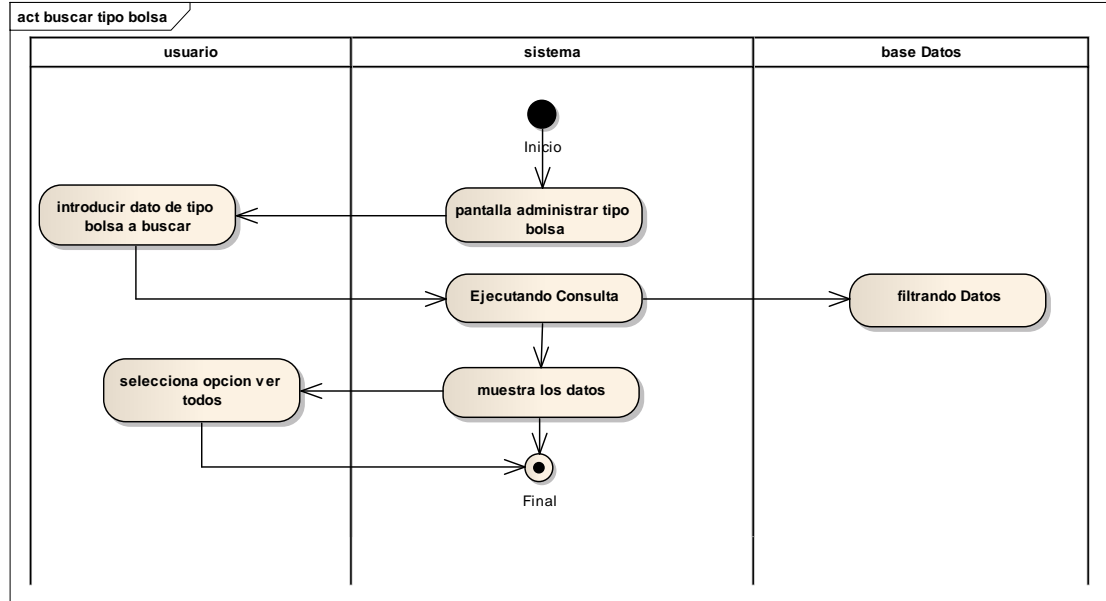 act buscar tipo bolsa
usuario
sistema
base Datos
Inicio
introducir dato de tipo
bolsa a buscar
pantalla administrar tipo
bolsa
Ejecutando Consulta
filtrando Datos
selecciona opcion ver
todos
muestra los datos
Final